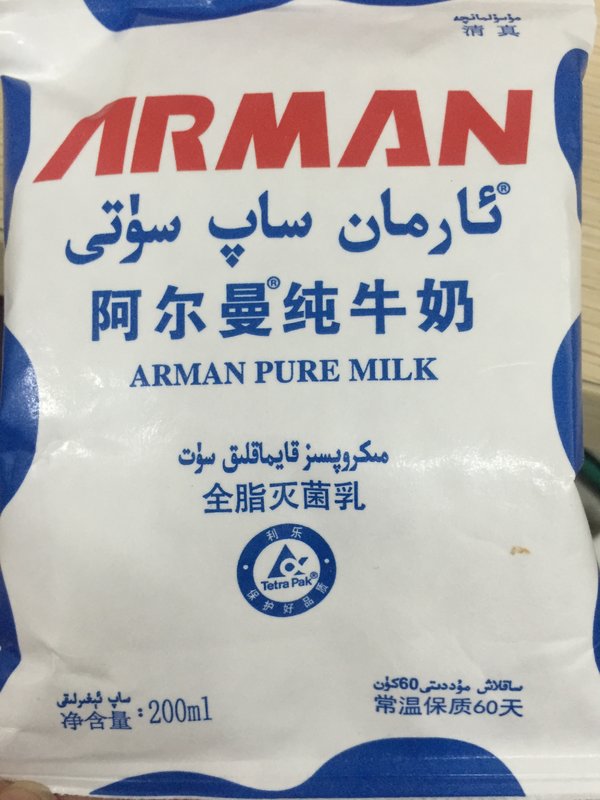 مۇسۇلمانچە
清真
ARMAN
ئارمان ساپ سۈتى®
阿尔曼®纯牛奶
ARMAN PURE MILK
مىكروپسىز قايماقلىق سۈت
全脂灭菌乳
利乐
Tetra Pak®
保护好品质
ساپ ئېغىرلىقى
净含量:200ml
ساقلاش مۇددىتى60كۈن
常温保质60天